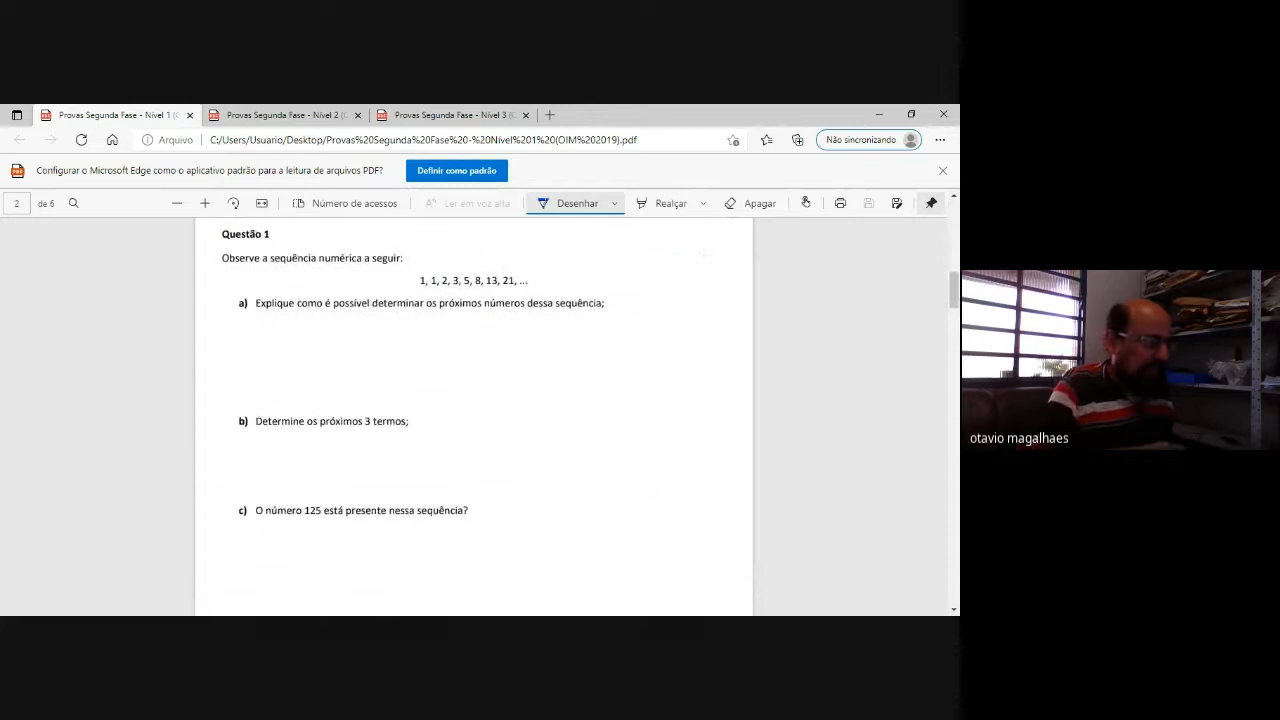 Provas Segunda Fase - Nível 1 (C
Provas Segunda Fase - Nível 2 (C
Provas Segunda Fase - Nível 3 (C
Arquivo
C:/Users/Usuario/Desktop/Provas%20Segunda%20Fase%20-%20Nível%201%20(OIM%202019).pdf
Não sincronizando
Configurar o Microsoft Edge como o aplicativo padrão para a leitura de arquivos PDF?
Definir como padrão
2 de 6
Número de acessos
Ler em voz alta
Desenhar
Realçar
Apagar
Questão 1
Observe a sequência numérica a seguir:
1, 1, 2, 3, 5, 8, 13, 21, ...
a) Explique como é possível determinar os próximos números dessa sequência;
b) Determine os próximos 3 termos;
c) O número 125 está presente nessa sequência?
otavio magalhaes